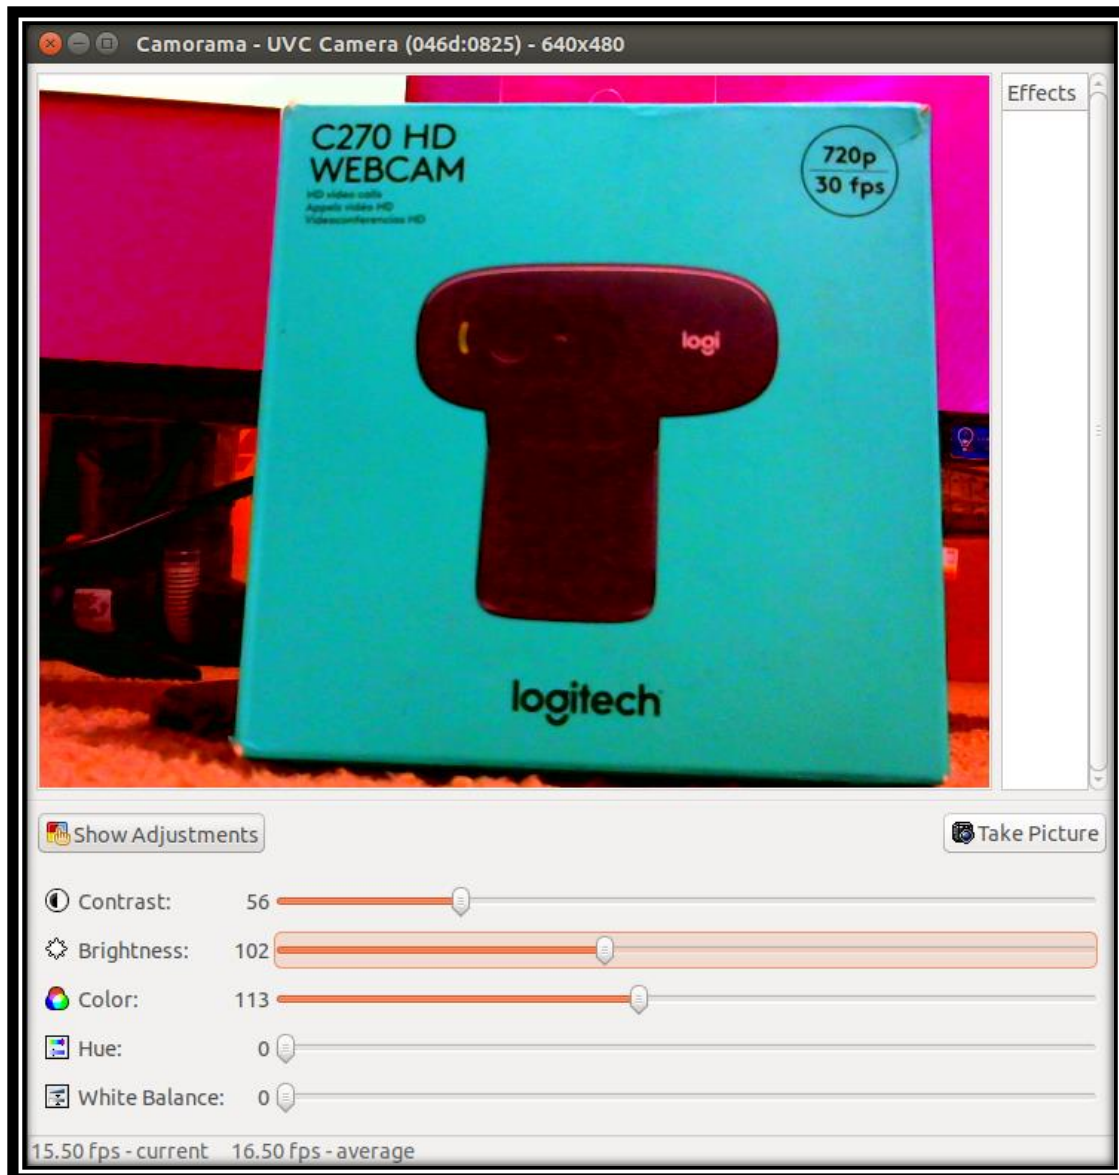 Camorama - UVC Camera (046d:0825) - 640x480
Effects
C270 HD
WEBCAM
HD video calls
Appels vidéo HD
Videoconferencias HD
720p
30 fps
logi
logitech
Show Adjustments
Take Picture
Contrast: 56
Brightness: 102
Color: 113
Hue: 0
White Balance: 0
15.50 fps - current 16.50 fps - average